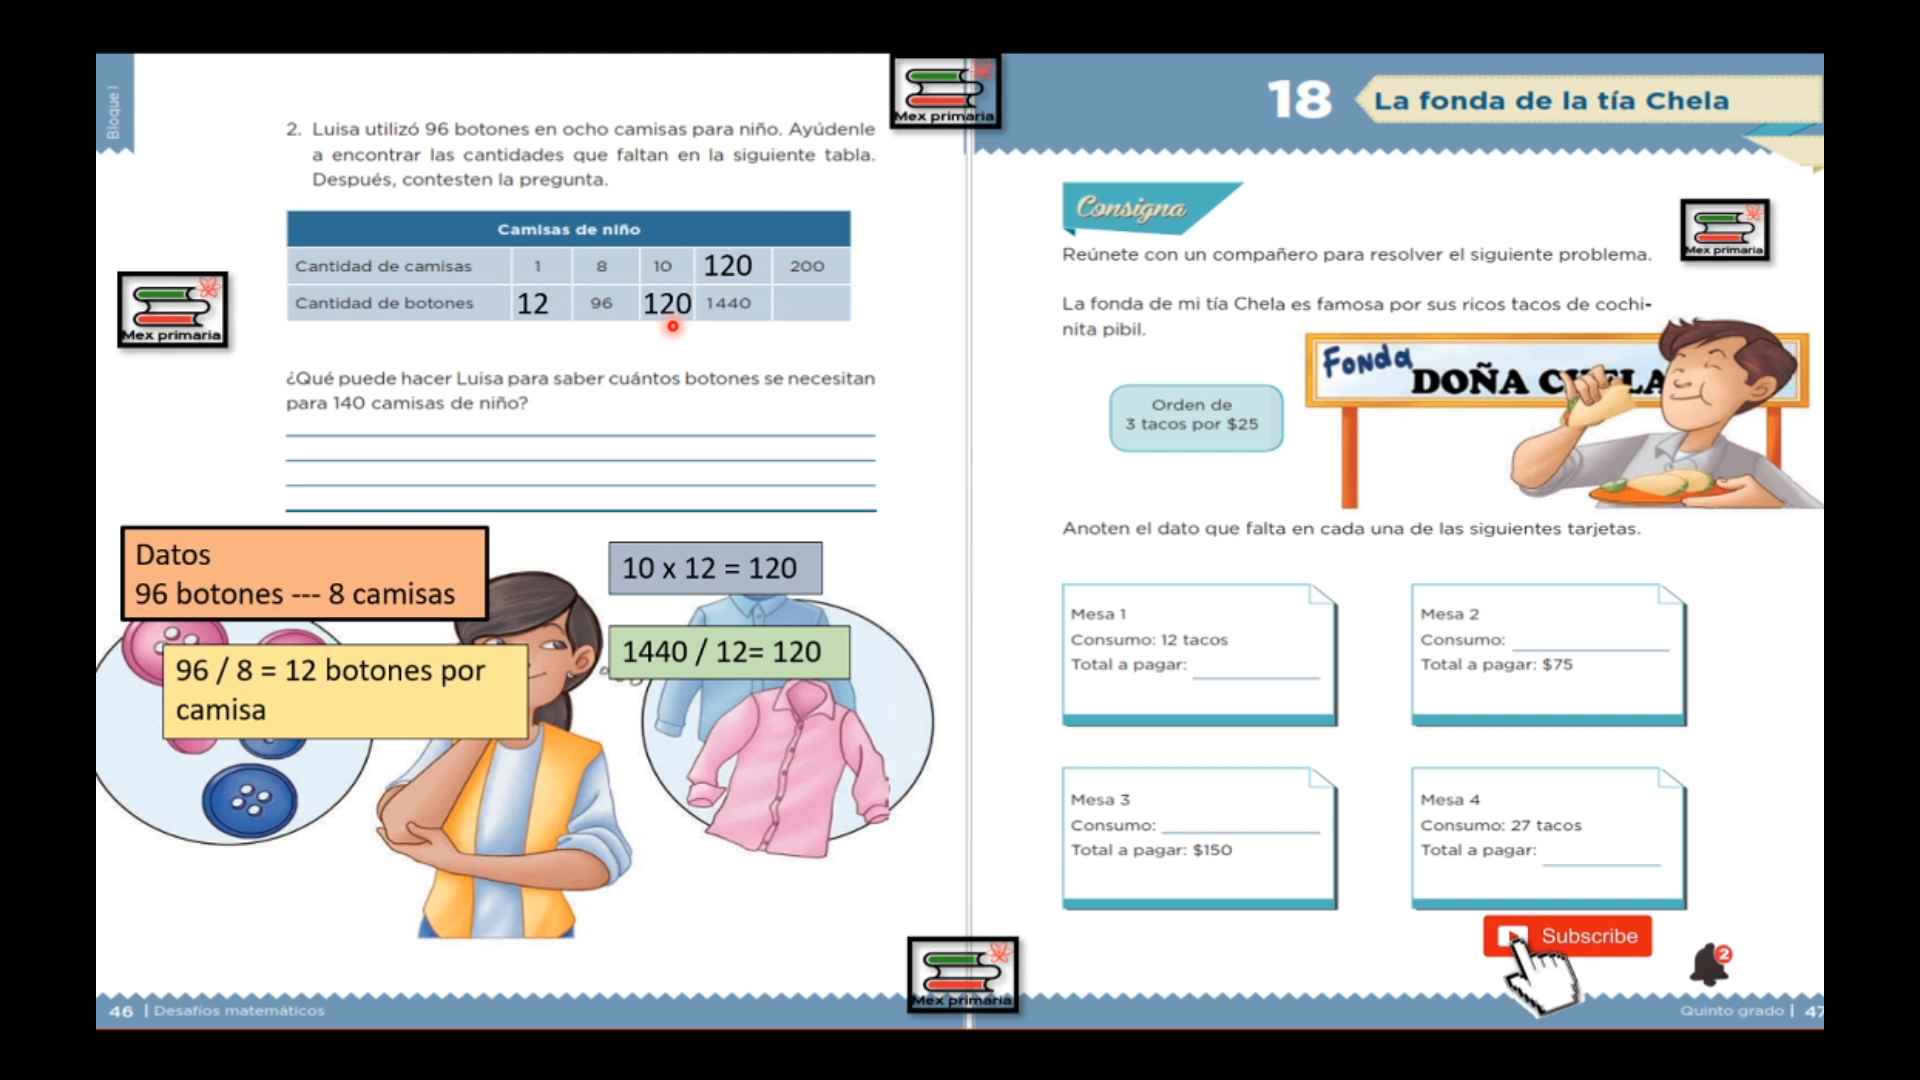 Bloque I
2. Luisa utilizó 96 botones en ocho camisas para niño. Ayúdenle
a encontrar las cantidades que faltan en la siguiente tabla.
Después, contesten la pregunta.
Camisas de niño
Cantidad de camisas 1 8 10 120 200
Cantidad de botones 12 96 120 1440
Mex primaria
¿Qué puede hacer Luisa para saber cuántos botones se necesitan
para 140 camisas de niño?
Datos
96 botones --- 8 camisas
96 / 8 = 12 botones por
camisa
10 x 12 = 120
1440 / 12= 120
46 | Desafíos matemáticos
Mex primaria
Mex primaria
18 La fonda de la tía Chela
Consigna
Mex primaria
Reúnete con un compañero para resolver el siguiente problema.
La fonda de mi tía Chela es famosa por sus ricos tacos de cochi-
nita pibil.
Fonda
DOÑA CHELA
Orden de
3 tacos por $25
Anoten el dato que falta en cada una de las siguientes tarjetas.
Mesa 1
Consumo: 12 tacos
Total a pagar:
Mesa 2
Consumo:
Total a pagar: $75
Mesa 3
Consumo:
Total a pagar: $150
Mesa 4
Consumo: 27 tacos
Total a pagar:
Subscribe
2
Quinto grado | 47